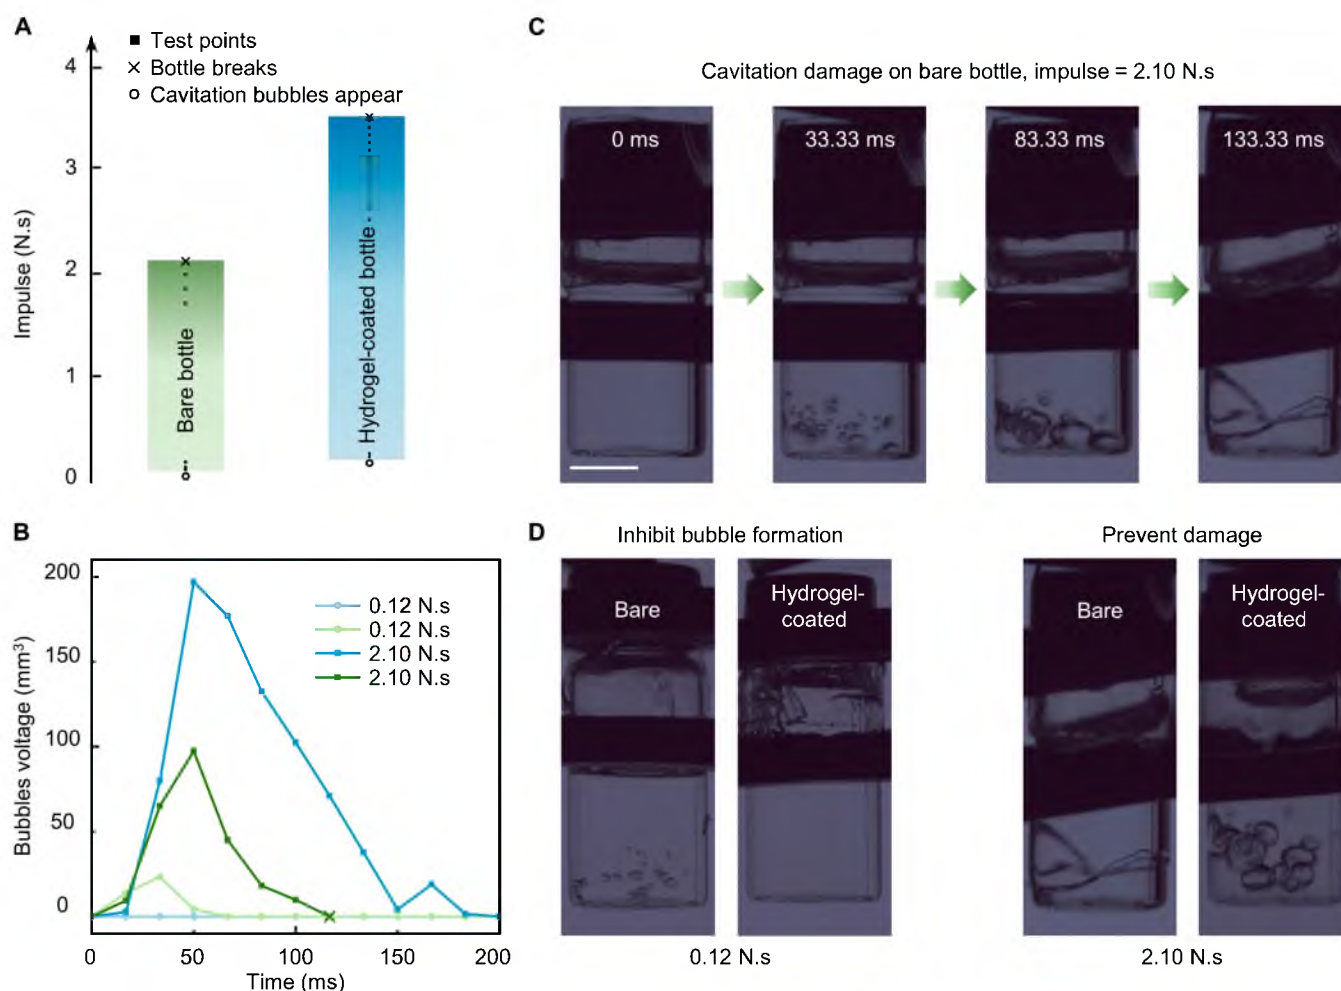 A
■ Test points
× Bottle breaks
o Cavitation bubbles appear
4
3
2
1
0
Impulse (N.s)
Bare bottle
Hydrogel-coated bottle
B
200
150
100
50
0
Bubbles voltage (mm³)
0.12 N.s
0.12 N.s
2.10 N.s
2.10 N.s
0 50 100 150 200
Time (ms)
C
Cavitation damage on bare bottle, impulse = 2.10 N.s
0 ms
33.33 ms
83.33 ms
133.33 ms
D
Inhibit bubble formation
Bare
Hydrogel-
coated
0.12 N.s
Prevent damage
Bare
Hydrogel-
coated
2.10 N.s